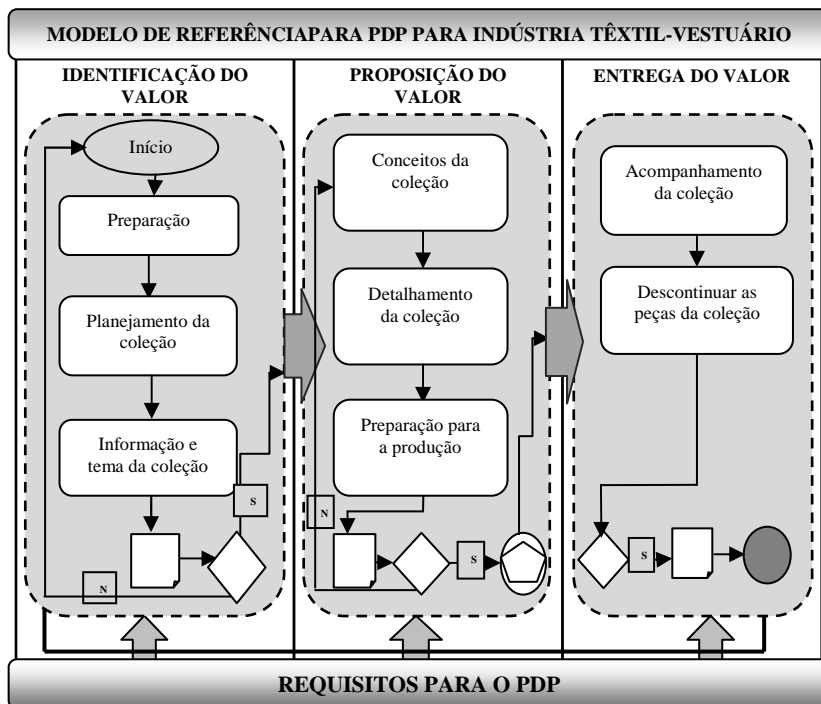 MODELO DE REFERÊNCIAPARA PDP PARA INDÚSTRIA TÊXTIL-VESTUÁRIO
IDENTIFICAÇÃO DO
VALOR
Início
Preparação
Planejamento da
coleção
Informação e
tema da coleção
S
N
PROPOSIÇÃO DO
VALOR
Conceitos da
coleção
Detalhamento
da coleção
Preparação para
a produção
N
S
ENTREGA DO VALOR
Acompanhamento
da coleção
Descontinuar as
peças da coleção
S
REQUISITOS PARA O PDP